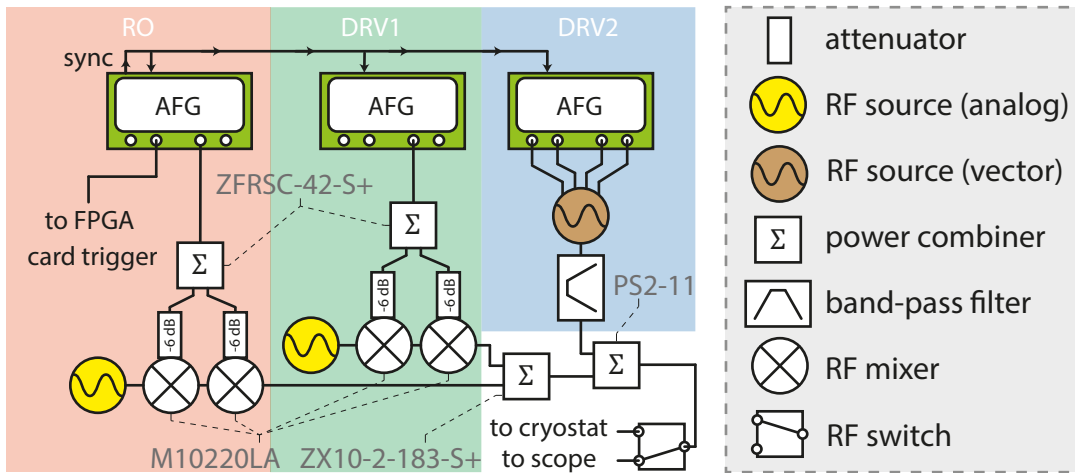 RO
DRV1
DRV2
sync
AFG
AFG
AFG
ZFRSC-42-S+
to FPGA
card trigger
Σ
Σ
-6 dB
-6 dB
-6 dB
-6 dB
PS2-11
Σ
Σ
to cryostat
to scope
M10220LA
ZX10-2-183-S+
attenuator
RF source (analog)
RF source (vector)
Σ
power combiner
band-pass filter
RF mixer
RF switch